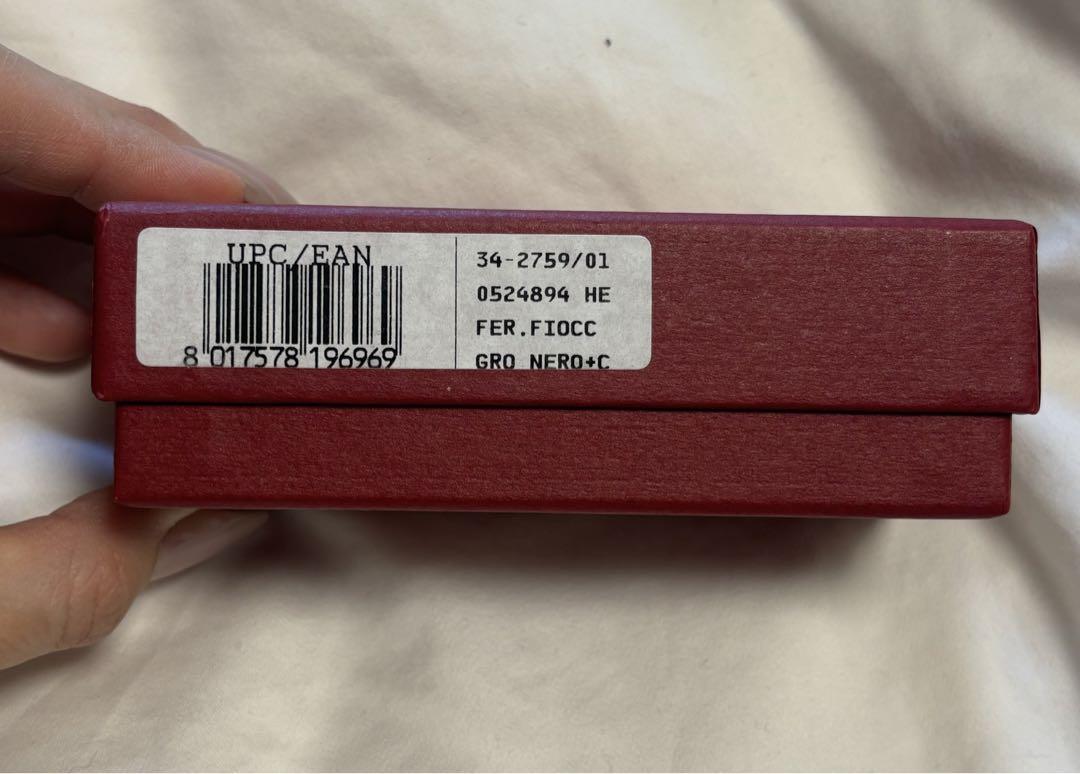 UPC/EAN
8 017578 196969
34-2759/01
0524894 HE
FER.FIOCC
GRO NERO+C